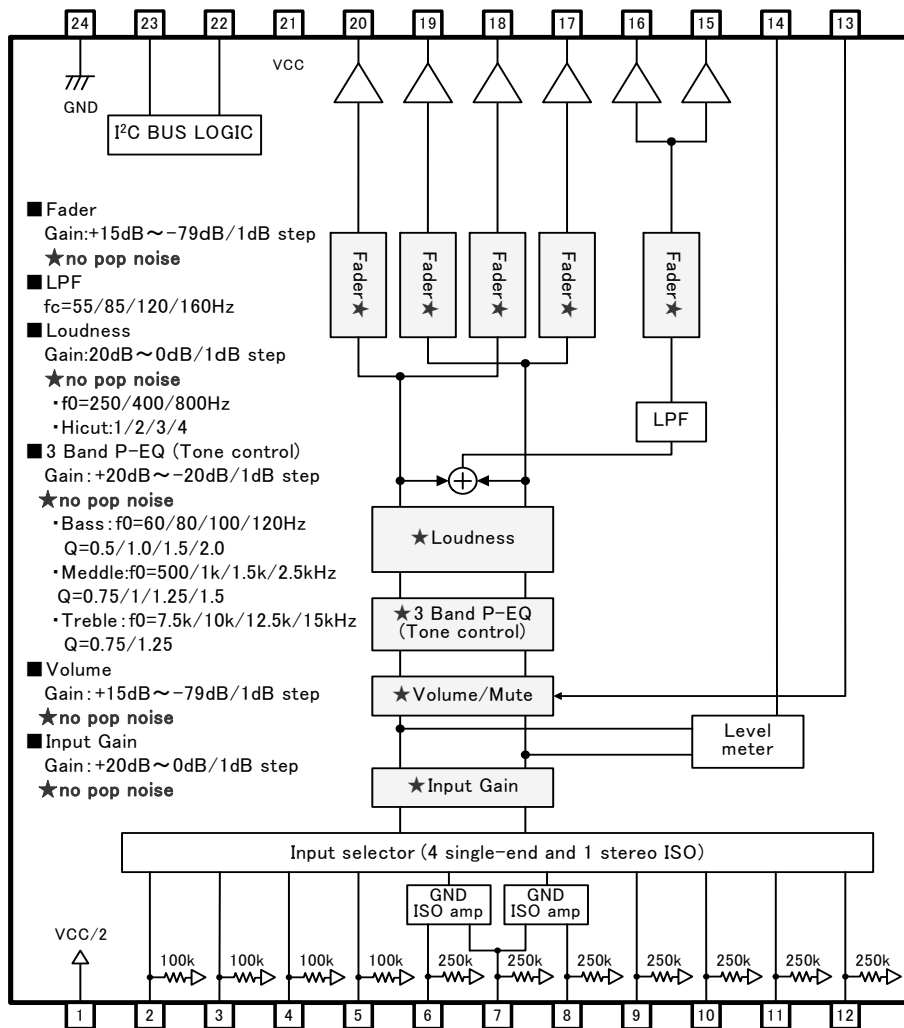 24 23 22 21 20 19 18 17 16 15 14 13
VCC
GND
I²C BUS LOGIC
■Fader
Gain:+15dB～-79dB/1dB step
★no pop noise
■LPF
fc=55/85/120/160Hz
■Loudness
Gain:20dB～0dB/1dB step
★no pop noise
・f0=250/400/800Hz
・Hicut:1/2/3/4
■3 Band P-EQ (Tone control)
Gain:+20dB～-20dB/1dB step
★no pop noise
・Bass:f0=60/80/100/120Hz
Q=0.5/1.0/1.5/2.0
・Meddle:f0=500/1k/1.5k/2.5kHz
Q=0.75/1/1.25/1.5
・Treble:f0=7.5k/10k/12.5k/15kHz
Q=0.75/1.25
■Volume
Gain:+15dB～-79dB/1dB step
★no pop noise
■Input Gain
Gain:+20dB～0dB/1dB step
★no pop noise
Fader★
Fader★
Fader★
Fader★
Fader★
LPF
★Loudness
★3 Band P-EQ
(Tone control)
★Volume/Mute
Level
meter
★Input Gain
Input selector (4 single-end and 1 stereo ISO)
GND
ISO amp
GND
ISO amp
VCC/2
100k 100k 100k 100k 250k 250k 250k 250k 250k 250k 250k
1 2 3 4 5 6 7 8 9 10 11 12